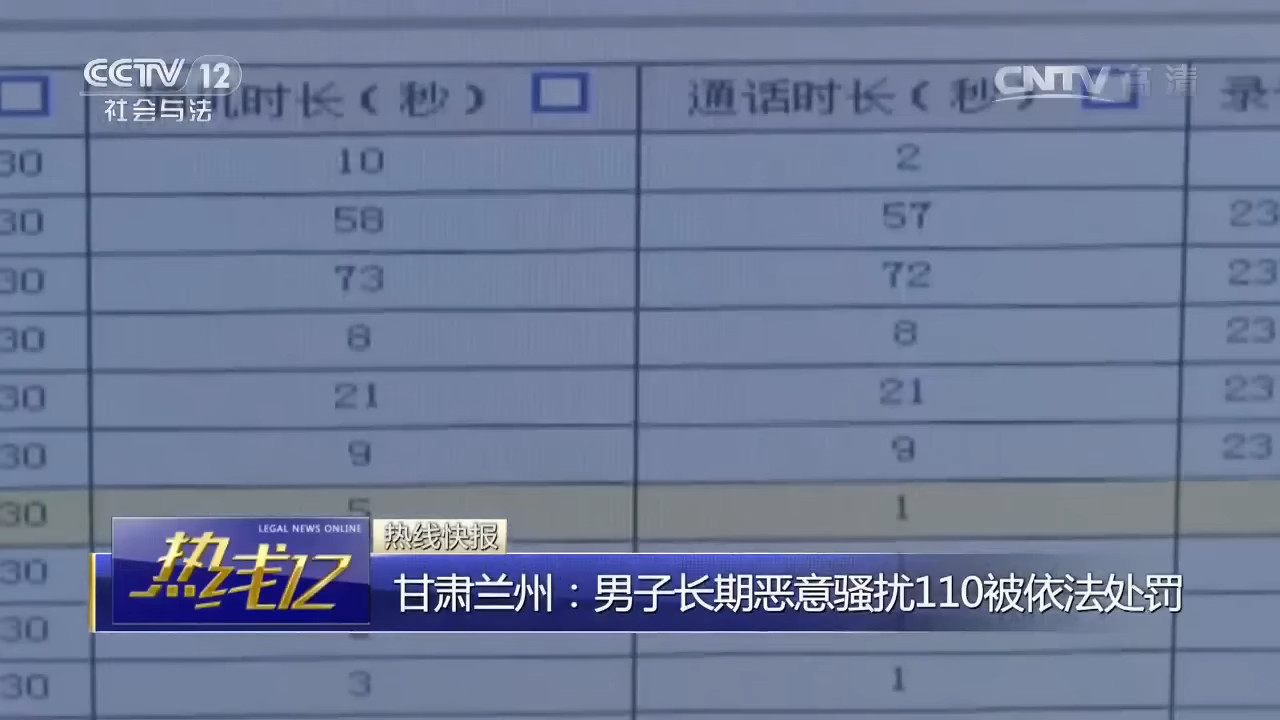 CCTV 12
社会与法
CNTV 高清
机时长（秒） 通话时长（秒） 录
30 10 2
30 58 57 23
30 73 72 23
30 8 8 23
30 21 21 23
30 9 9 23
30 5 1
30
30
30 3 1
LEGAL NEWS ONLINE
热线12
热线快报
甘肃兰州：男子长期恶意骚扰110被依法处罚